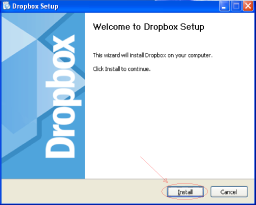 Dropbox Setup
Dropbox
Welcome to Dropbox Setup
This wizard will install Dropbox on your computer.
Click Install to continue.
Install
Cancel